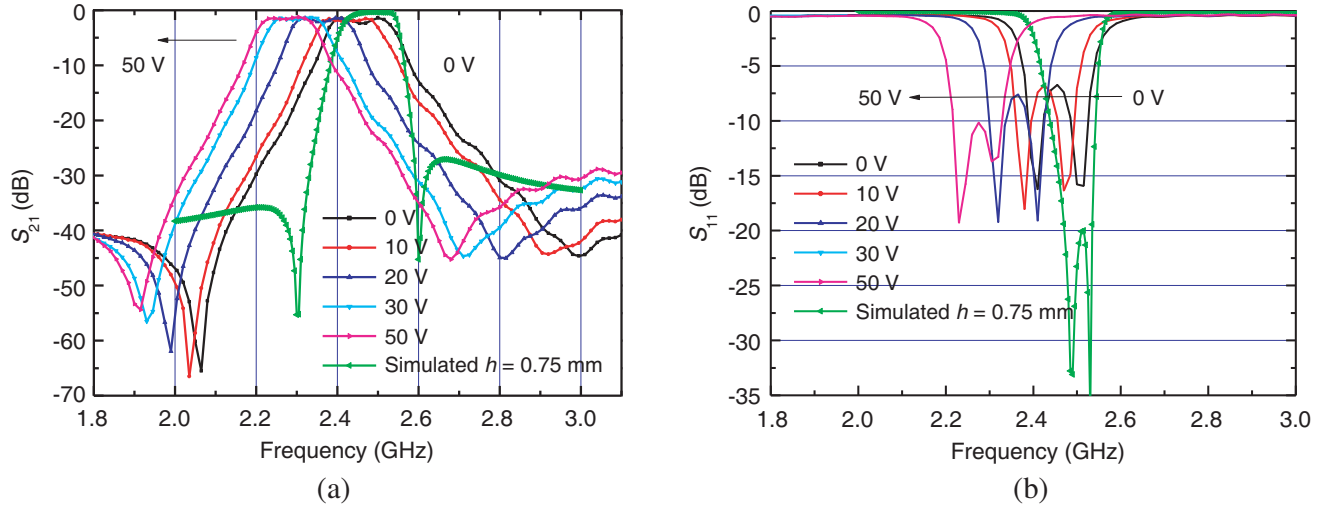 0
-10
-20
-30
-40
-50
-60
-70
S21 (dB)
50 V
0 V
0 V
10 V
20 V
30 V
50 V
Simulated h = 0.75 mm
1.8 2.0 2.2 2.4 2.6 2.8 3.0
Frequency (GHz)
(a)
0
-5
-10
-15
-20
-25
-30
-35
S11 (dB)
50 V
0 V
0 V
10 V
20 V
30 V
50 V
Simulated h = 0.75 mm
1.8 2.0 2.2 2.4 2.6 2.8 3.0
Frequency (GHz)
(b)